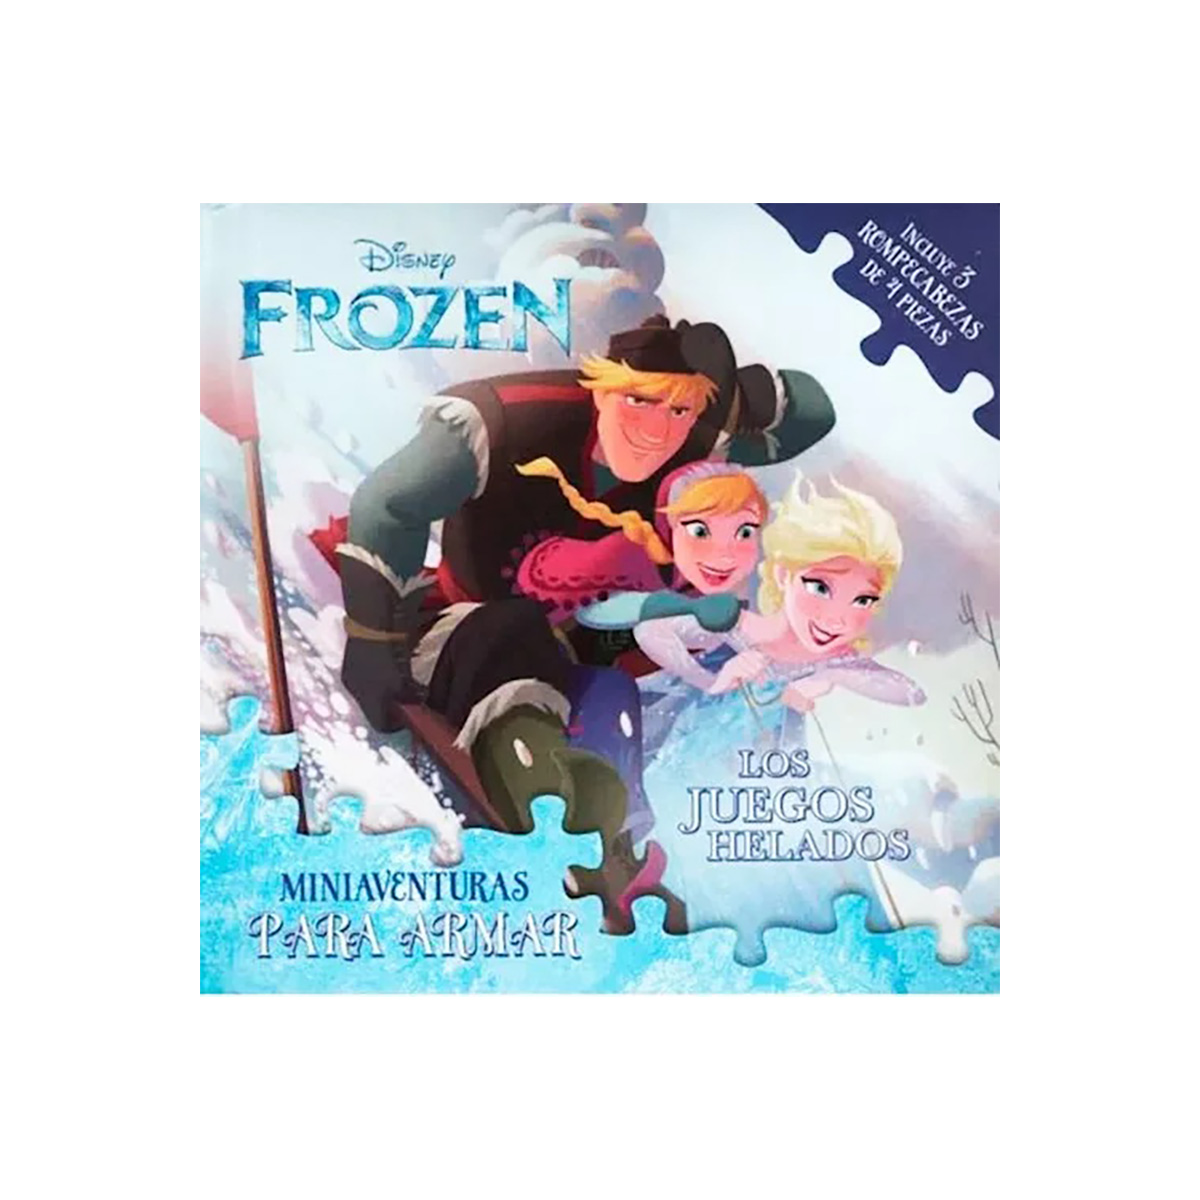 Disney
FROZEN
INCLUYE 3
ROMPECABEZAS
DE 4 PIEZAS
LOS
JUEGOS
HELADOS
MINIAVENTURAS
PARA ARMAR